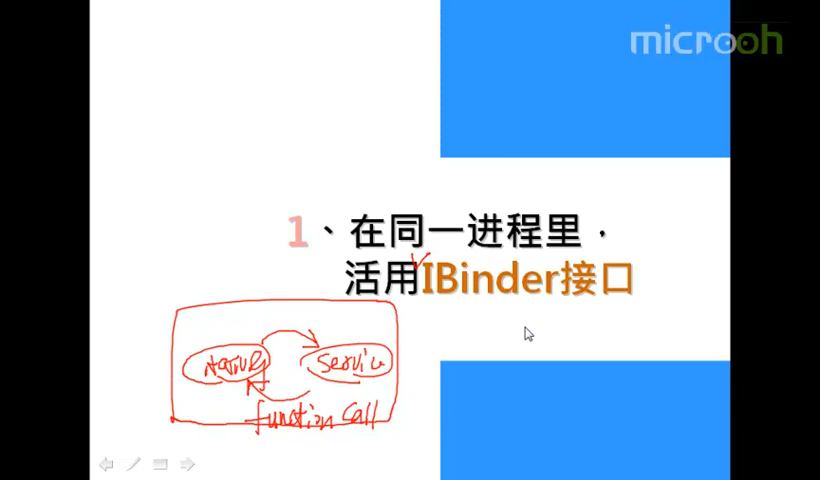 microoh
1、在同一进程里，
活用IBinder接口
Service
function call